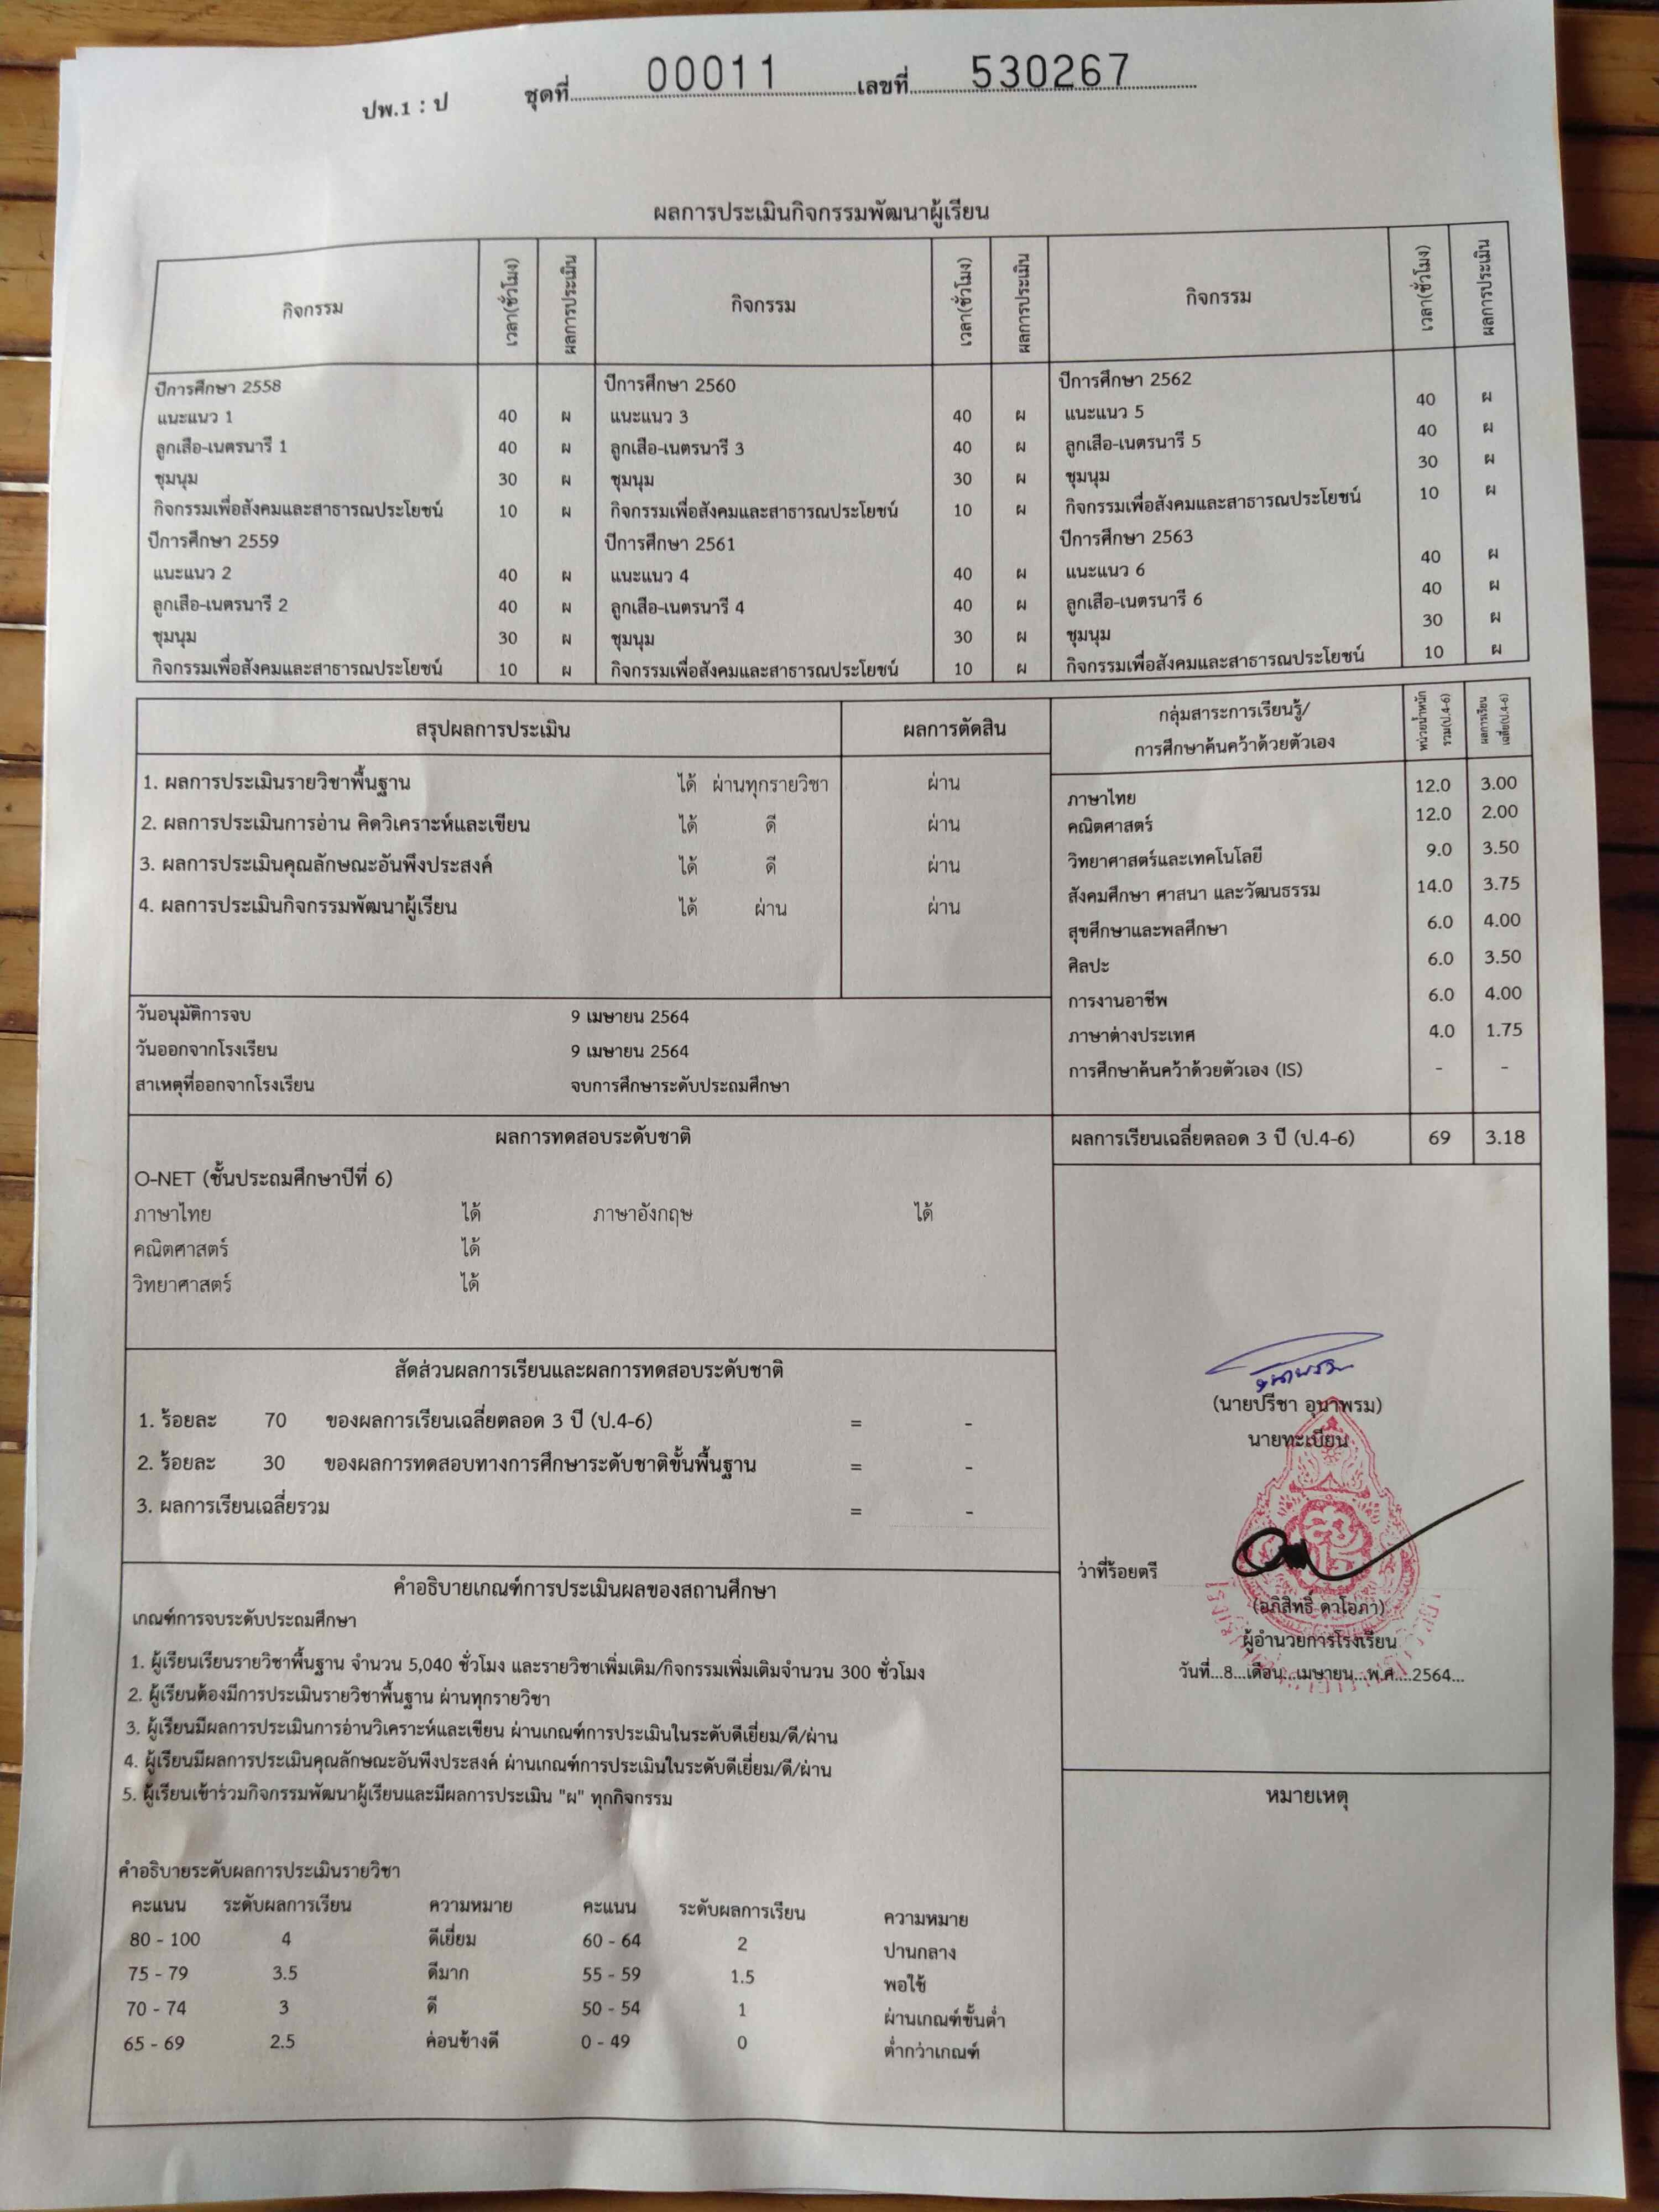 ปพ.1 : ป ชุดที่ 00011 เลขที่ 530267
ผลการประเมินกิจกรรมพัฒนาผู้เรียน
กิจกรรม เวลา(ชั่วโมง) ผลการประเมิน กิจกรรม เวลา(ชั่วโมง) ผลการประเมิน กิจกรรม เวลา(ชั่วโมง) ผลการประเมิน
ปีการศึกษา 2558 ปีการศึกษา 2560 ปีการศึกษา 2562
แนะแนว 1 40 ผ แนะแนว 3 40 ผ แนะแนว 5 40 ผ
ลูกเสือ-เนตรนารี 1 40 ผ ลูกเสือ-เนตรนารี 3 40 ผ ลูกเสือ-เนตรนารี 5 40 ผ
ชุมนุม 30 ผ ชุมนุม 30 ผ ชุมนุม 30 ผ
กิจกรรมเพื่อสังคมและสาธารณประโยชน์ 10 ผ กิจกรรมเพื่อสังคมและสาธารณประโยชน์ 10 ผ กิจกรรมเพื่อสังคมและสาธารณประโยชน์ 10 ผ
ปีการศึกษา 2559 ปีการศึกษา 2561 ปีการศึกษา 2563
แนะแนว 2 40 ผ แนะแนว 4 40 ผ แนะแนว 6 40 ผ
ลูกเสือ-เนตรนารี 2 40 ผ ลูกเสือ-เนตรนารี 4 40 ผ ลูกเสือ-เนตรนารี 6 40 ผ
ชุมนุม 30 ผ ชุมนุม 30 ผ ชุมนุม 30 ผ
กิจกรรมเพื่อสังคมและสาธารณประโยชน์ 10 ผ กิจกรรมเพื่อสังคมและสาธารณประโยชน์ 10 ผ กิจกรรมเพื่อสังคมและสาธารณประโยชน์ 10 ผ
สรุปผลการประเมิน ผลการตัดสิน
1. ผลการประเมินรายวิชาพื้นฐาน ได้ ผ่านทุกรายวิชา ผ่าน
2. ผลการประเมินการอ่าน คิดวิเคราะห์และเขียน ได้ ดี ผ่าน
3. ผลการประเมินคุณลักษณะอันพึงประสงค์ ได้ ดี ผ่าน
4. ผลการประเมินกิจกรรมพัฒนาผู้เรียน ได้ ผ่าน ผ่าน
วันอนุมัติการจบ 9 เมษายน 2564
วันออกจากโรงเรียน 9 เมษายน 2564
สาเหตุที่ออกจากโรงเรียน จบการศึกษาระดับประถมศึกษา
กลุ่มสาระการเรียนรู้/
การศึกษาค้นคว้าด้วยตัวเอง
หน่วยน้ำหนัก
รวม(ป.4-6)
ผลการเรียน
เฉลี่ย(ป.4-6)
ภาษาไทย 12.0 3.00
คณิตศาสตร์ 12.0 2.00
วิทยาศาสตร์และเทคโนโลยี 9.0 3.50
สังคมศึกษา ศาสนา และวัฒนธรรม 14.0 3.75
สุขศึกษาและพลศึกษา 6.0 4.00
ศิลปะ 6.0 3.50
การงานอาชีพ 6.0 4.00
ภาษาต่างประเทศ 4.0 1.75
การศึกษาค้นคว้าด้วยตัวเอง (IS) - -
ผลการเรียนเฉลี่ยตลอด 3 ปี (ป.4-6) 69 3.18
ผลการทดสอบระดับชาติ
O-NET (ชั้นประถมศึกษาปีที่ 6)
ภาษาไทย ได้ ภาษาอังกฤษ ได้
คณิตศาสตร์ ได้
วิทยาศาสตร์ ได้
สัดส่วนผลการเรียนและผลการทดสอบระดับชาติ
1. ร้อยละ 70 ของผลการเรียนเฉลี่ยตลอด 3 ปี (ป.4-6) = -
2. ร้อยละ 30 ของผลการทดสอบทางการศึกษาระดับชาติขั้นพื้นฐาน = -
3. ผลการเรียนเฉลี่ยรวม = -
(นายปรีชา อุนาพรม)
นายทะเบียน
ว่าที่ร้อยตรี
(อภิสิทธิ์ ดาโอภา)
ผู้อำนวยการโรงเรียน
วันที่...8...เดือน...เมษายน...พ.ศ....2564...
คำอธิบายเกณฑ์การประเมินผลของสถานศึกษา
เกณฑ์การจบระดับประถมศึกษา
1. ผู้เรียนเรียนรายวิชาพื้นฐาน จำนวน 5,040 ชั่วโมง และรายวิชาเพิ่มเติม/กิจกรรมเพิ่มเติมจำนวน 300 ชั่วโมง
2. ผู้เรียนต้องมีการประเมินรายวิชาพื้นฐาน ผ่านทุกรายวิชา
3. ผู้เรียนมีผลการประเมินการอ่านวิเคราะห์และเขียน ผ่านเกณฑ์การประเมินในระดับดีเยี่ยม/ดี/ผ่าน
4. ผู้เรียนมีผลการประเมินคุณลักษณะอันพึงประสงค์ ผ่านเกณฑ์การประเมินในระดับดีเยี่ยม/ดี/ผ่าน
5. ผู้เรียนเข้าร่วมกิจกรรมพัฒนาผู้เรียนและมีผลการประเมิน "ผ" ทุกกิจกรรม
หมายเหตุ
คำอธิบายระดับผลการประเมินรายวิชา
คะแนน ระดับผลการเรียน ความหมาย คะแนน ระดับผลการเรียน ความหมาย
80 - 100 4 ดีเยี่ยม 60 - 64 2 ปานกลาง
75 - 79 3.5 ดีมาก 55 - 59 1.5 พอใช้
70 - 74 3 ดี 50 - 54 1 ผ่านเกณฑ์ขั้นต่ำ
65 - 69 2.5 ค่อนข้างดี 0 - 49 0 ต่ำกว่าเกณฑ์